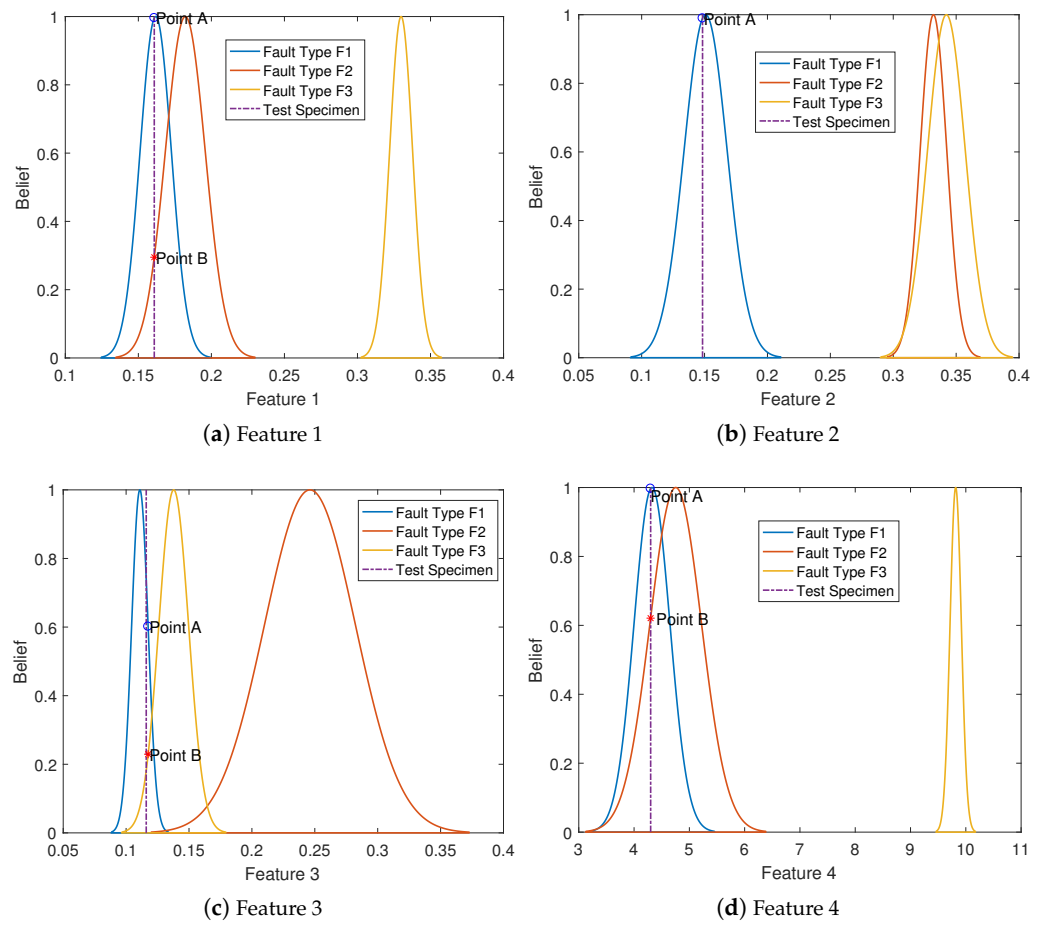 1
0.8
0.6
0.4
0.2
0
Belief
0.1
0.15
0.2
0.25
0.3
0.35
0.4
Feature 1
Point A
Point B
Fault Type F1
Fault Type F2
Fault Type F3
Test Specimen
(a) Feature 1
1
0.8
0.6
0.4
0.2
0
Belief
0.05
0.1
0.15
0.2
0.25
0.3
0.35
0.4
Feature 2
Point A
Fault Type F1
Fault Type F2
Fault Type F3
Test Specimen
(b) Feature 2
1
0.8
0.6
0.4
0.2
0
Belief
0.05
0.1
0.15
0.2
0.25
0.3
0.35
0.4
Feature 3
Point A
Point B
Fault Type F1
Fault Type F2
Fault Type F3
Test Specimen
(c) Feature 3
1
0.8
0.6
0.4
0.2
0
Belief
3
4
5
6
7
8
9
10
11
Feature 4
Point A
Point B
Fault Type F1
Fault Type F2
Fault Type F3
Test Specimen
(d) Feature 4